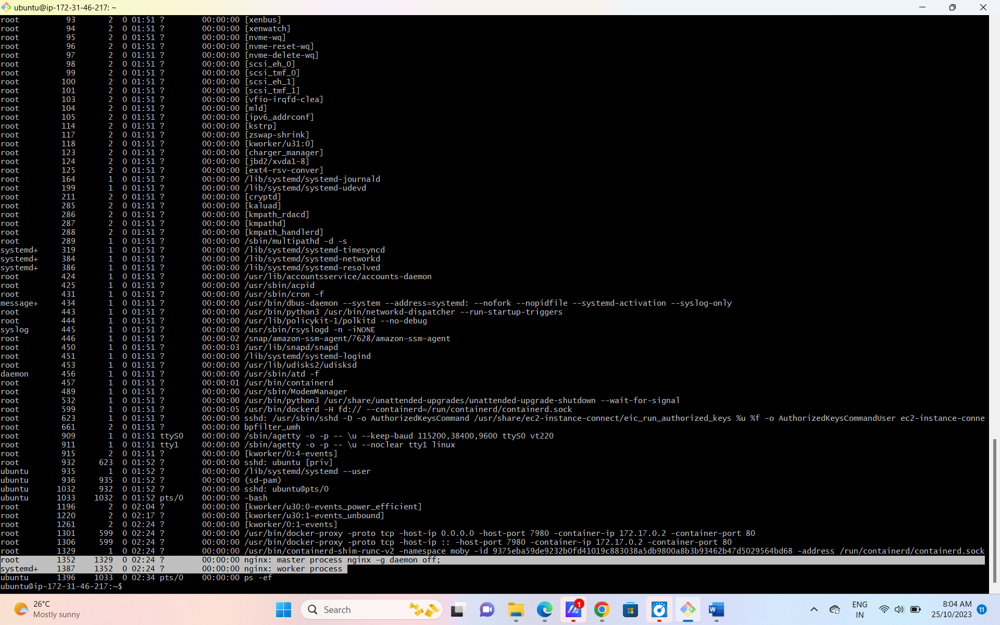 ubuntu@ip-172-31-46-217: ~
root 93 2 0 01:51 ? 00:00:00 [xenbus]
root 94 2 0 01:51 ? 00:00:00 [xenwatch]
root 95 2 0 01:51 ? 00:00:00 [nvme-wq]
root 96 2 0 01:51 ? 00:00:00 [nvme-reset-wq]
root 97 2 0 01:51 ? 00:00:00 [nvme-delete-wq]
root 98 2 0 01:51 ? 00:00:00 [scsi_eh_0]
root 99 2 0 01:51 ? 00:00:00 [scsi_tmf_0]
root 100 2 0 01:51 ? 00:00:00 [scsi_eh_1]
root 101 2 0 01:51 ? 00:00:00 [scsi_tmf_1]
root 103 2 0 01:51 ? 00:00:00 [vfio-irqfd-clea]
root 104 2 0 01:51 ? 00:00:00 [mld]
root 105 2 0 01:51 ? 00:00:00 [ipv6_addrconf]
root 114 2 0 01:51 ? 00:00:00 [kstrp]
root 117 2 0 01:51 ? 00:00:00 [zswap-shrink]
root 118 2 0 01:51 ? 00:00:00 [kworker/u31:0]
root 123 2 0 01:51 ? 00:00:00 [charger_manager]
root 124 2 0 01:51 ? 00:00:00 [jbd2/xvda1-8]
root 125 2 0 01:51 ? 00:00:00 [ext4-rsv-conver]
root 164 1 0 01:51 ? 00:00:00 /lib/systemd/systemd-journald
root 199 1 0 01:51 ? 00:00:00 /lib/systemd/systemd-udevd
root 211 2 0 01:51 ? 00:00:00 [cryptd]
root 285 2 0 01:51 ? 00:00:00 [kaluad]
root 286 2 0 01:51 ? 00:00:00 [kmpath_rdacd]
root 287 2 0 01:51 ? 00:00:00 [kmpathd]
root 288 2 0 01:51 ? 00:00:00 [kmpath_handlerd]
root 289 1 0 01:51 ? 00:00:00 /sbin/multipathd -d -s
systemd+ 319 1 0 01:51 ? 00:00:00 /lib/systemd/systemd-timesyncd
systemd+ 384 1 0 01:51 ? 00:00:00 /lib/systemd/systemd-networkd
systemd+ 386 1 0 01:51 ? 00:00:00 /lib/systemd/systemd-resolved
root 424 1 0 01:51 ? 00:00:00 /usr/lib/accountsservice/accounts-daemon
root 425 1 0 01:51 ? 00:00:00 /usr/sbin/acpid
root 431 1 0 01:51 ? 00:00:00 /usr/sbin/cron -f
message+ 434 1 0 01:51 ? 00:00:00 /usr/bin/dbus-daemon --system --address=systemd: --nofork --nopidfile --systemd-activation --syslog-only
root 443 1 0 01:51 ? 00:00:00 /usr/bin/python3 /usr/bin/networkd-dispatcher --run-startup-triggers
root 444 1 0 01:51 ? 00:00:00 /usr/lib/policykit-1/polkitd --no-debug
syslog 445 1 0 01:51 ? 00:00:00 /usr/sbin/rsyslogd -n -iNONE
root 446 1 0 01:51 ? 00:00:02 /snap/amazon-ssm-agent/7628/amazon-ssm-agent
root 450 1 0 01:51 ? 00:00:03 /usr/lib/snapd/snapd
root 451 1 0 01:51 ? 00:00:00 /lib/systemd/systemd-logind
root 453 1 0 01:51 ? 00:00:00 /usr/lib/udisks2/udisksd
daemon 456 1 0 01:51 ? 00:00:00 /usr/sbin/atd -f
root 457 1 0 01:51 ? 00:00:01 /usr/bin/containerd
root 489 1 0 01:51 ? 00:00:00 /usr/sbin/ModemManager
root 532 1 0 01:51 ? 00:00:00 /usr/bin/python3 /usr/share/unattended-upgrades/unattended-upgrade-shutdown --wait-for-signal
root 599 1 0 01:51 ? 00:00:05 /usr/bin/dockerd -H fd:// --containerd=/run/containerd/containerd.sock
root 623 1 0 01:51 ? 00:00:00 sshd: /usr/sbin/sshd -D -o AuthorizedKeysCommand /usr/share/ec2-instance-connect/eic_run_authorized_keys %u %f -o AuthorizedKeysCommandUser ec2-instance-conne
root 661 2 0 01:51 ? 00:00:00 bpfilter_umh
root 909 1 0 01:51 ttyS0 00:00:00 /sbin/agetty -o -p -- \u --keep-baud 115200,38400,9600 ttyS0 vt220
root 911 1 0 01:51 tty1 00:00:00 /sbin/agetty -o -p -- \u --noclear tty1 linux
root 915 2 0 01:51 ? 00:00:00 [kworker/0:4-events]
root 932 623 0 01:52 ? 00:00:00 sshd: ubuntu [priv]
ubuntu 935 1 0 01:52 ? 00:00:00 /lib/systemd/systemd --user
ubuntu 936 935 0 01:52 ? 00:00:00 (sd-pam)
ubuntu 1032 932 0 01:52 ? 00:00:00 sshd: ubuntu@pts/0
ubuntu 1033 1032 0 01:52 pts/0 00:00:00 -bash
root 1196 2 0 02:04 ? 00:00:00 [kworker/u30:0-events_power_efficient]
root 1220 2 0 02:17 ? 00:00:00 [kworker/u30:1-events_unbound]
root 1261 2 0 02:24 ? 00:00:00 [kworker/0:1-events]
root 1301 599 0 02:24 ? 00:00:00 /usr/bin/docker-proxy -proto tcp -host-ip 0.0.0.0 -host-port 7980 -container-ip 172.17.0.2 -container-port 80
root 1306 599 0 02:24 ? 00:00:00 /usr/bin/docker-proxy -proto tcp -host-ip :: -host-port 7980 -container-ip 172.17.0.2 -container-port 80
root 1329 1 0 02:24 ? 00:00:00 /usr/bin/containerd-shim-runc-v2 -namespace moby -id 9375eba59de9232b0fd41019c883038a5db9800a8b3b93462b47d5029564bd68 -address /run/containerd/containerd.sock
root 1352 1329 0 02:24 ? 00:00:00 nginx: master process nginx -g daemon off;
systemd+ 1387 1352 0 02:24 ? 00:00:00 nginx: worker process
ubuntu 1396 1033 0 02:34 pts/0 00:00:00 ps -ef
ubuntu@ip-172-31-46-217:~$
26°C
Mostly sunny
Search
1
ENG
IN
8:04 AM
25/10/2023
11